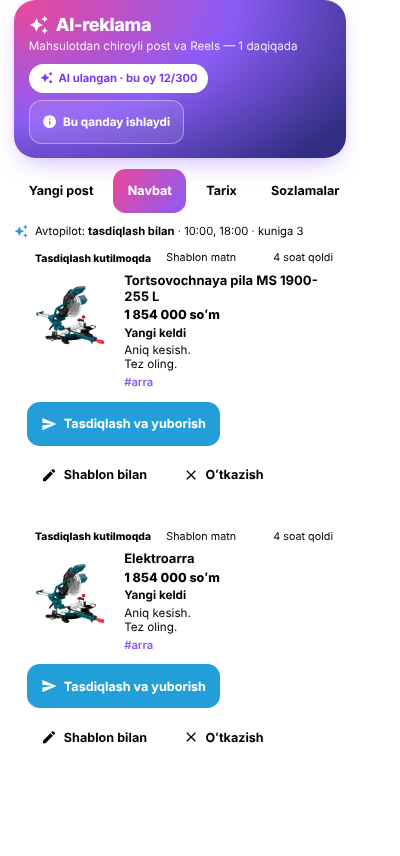 AI-reklama
Mahsulotdan chiroyli post va Reels — 1 daqiqada
AI ulangan · bu oy 12/300
Bu qanday ishlaydi
Yangi post Navbat Tarix Sozlamalar
Avtopilot: tasdiqlash bilan · 10:00, 18:00 · kuniga 3
Tasdiqlash kutilmoqda Shablon matn 4 soat qoldi
Tortsovochnaya pila MS 1900-
255 L
1 854 000 soʻm
Yangi keldi
Aniq kesish.
Tez oling.
#arra
Tasdiqlash va yuborish
Shablon bilan Oʻtkazish
Tasdiqlash kutilmoqda Shablon matn 4 soat qoldi
Elektroarra
1 854 000 soʻm
Yangi keldi
Aniq kesish.
Tez oling.
#arra
Tasdiqlash va yuborish
Shablon bilan Oʻtkazish